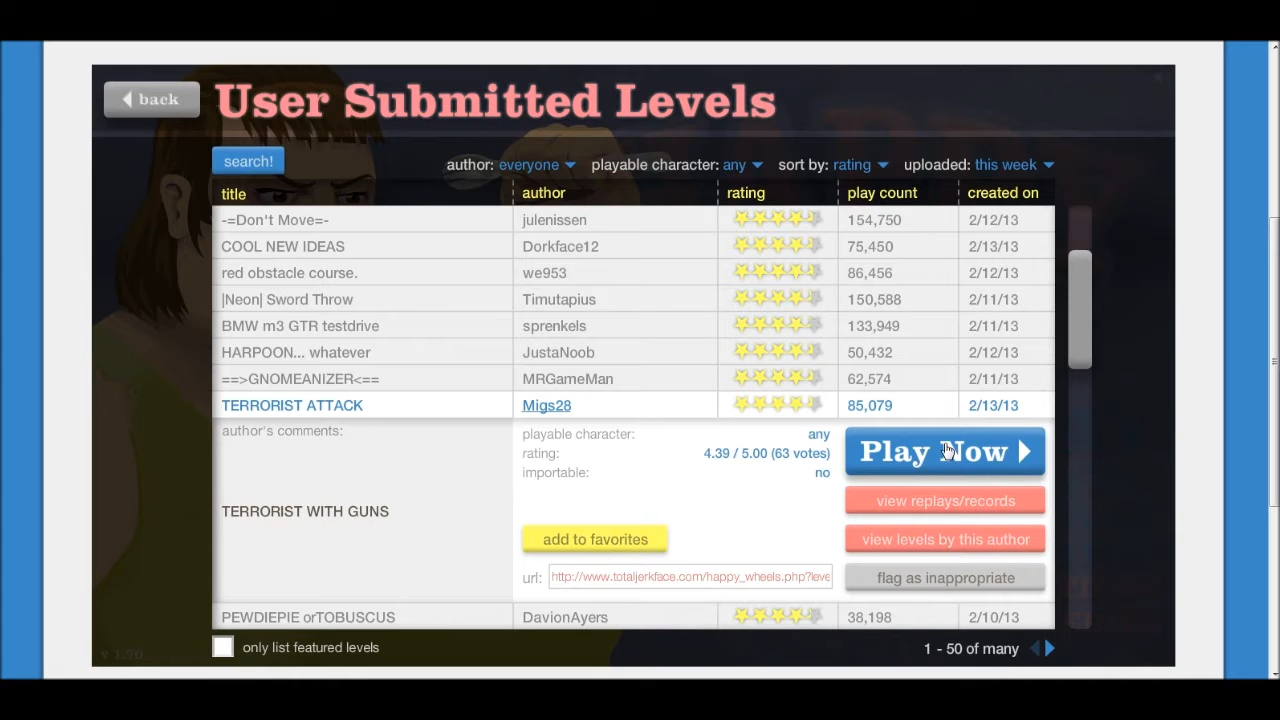 back
User Submitted Levels
search!
author: everyone playable character: any sort by: rating uploaded: this week
title author rating play count created on
-=Don't Move=- julenissen 154,750 2/12/13
COOL NEW IDEAS Dorkface12 75,450 2/13/13
red obstacle course. we953 86,456 2/12/13
|Neon| Sword Throw Timutapius 150,588 2/11/13
BMW m3 GTR testdrive sprenkels 133,949 2/11/13
HARPOON... whatever JustaNoob 50,432 2/12/13
==>GNOMEANIZER<== MRGameMan 62,574 2/11/13
TERRORIST ATTACK Migs28 85,079 2/13/13
author's comments:
TERRORIST WITH GUNS
playable character: any
rating: 4.39 / 5.00 (63 votes)
importable: no
add to favorites
url: http://www.totaljerkface.com/happy_wheels.php?leve
Play Now
view replays/records
view levels by this author
flag as inappropriate
PEWDIEPIE orTOBUSCUS DavionAyers 38,198 2/10/13
only list featured levels
1 - 50 of many
v 1.70